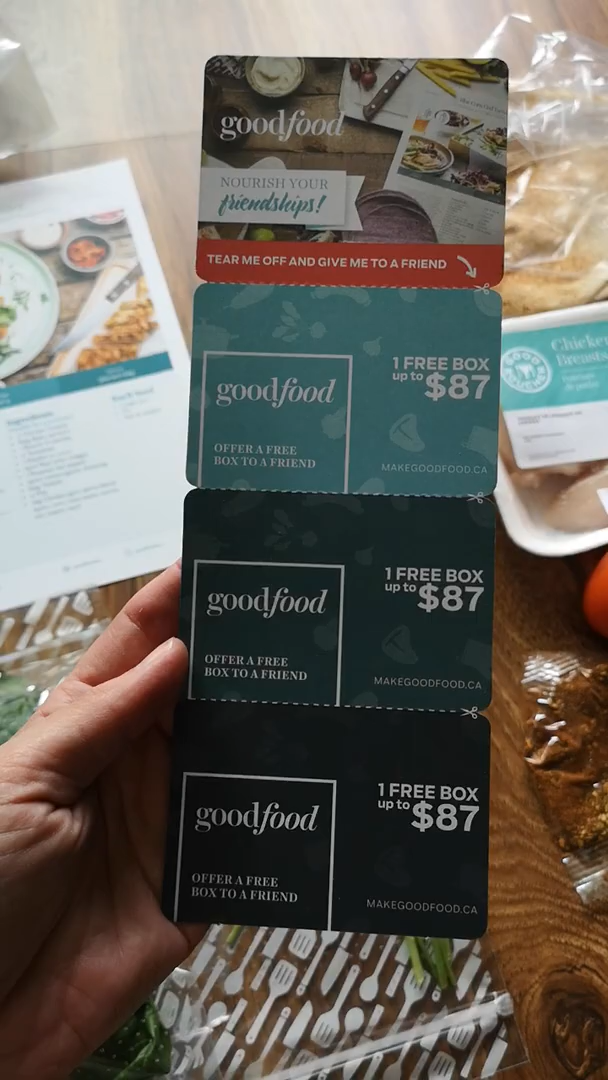 goodfood
NOURISH YOUR
friendships!
TEAR ME OFF AND GIVE ME TO A FRIEND
goodfood
OFFER A FREE
BOX TO A FRIEND
1 FREE BOX
up to $87
MAKEGOODFOOD.CA
goodfood
OFFER A FREE
BOX TO A FRIEND
1 FREE BOX
up to $87
MAKEGOODFOOD.CA
goodfood
OFFER A FREE
BOX TO A FRIEND
1 FREE BOX
up to $87
MAKEGOODFOOD.CA
Ingredients
Chicken
Breasts